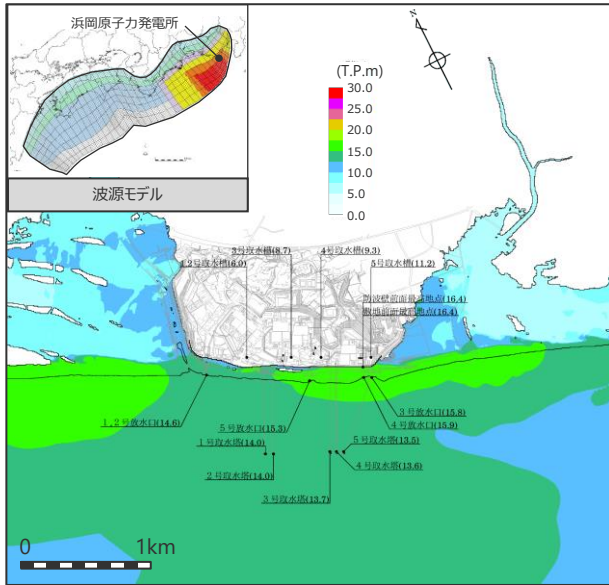 浜岡原子力発電所
波源モデル
N
(T.P.m)
30.0
25.0
20.0
15.0
10.0
5.0
0.0
3号取水槽(8.7)
4号取水槽(9.3)
1,2号取水槽(6.0)
5号取水槽(11.2)
防波壁前面最高地点(16.4)
敷地前面最高地点(16.4)
1,2号放水口(14.6)
5号放水口(15.3)
3号放水口(15.8)
4号放水口(15.9)
1号取水塔(14.0)
2号取水塔(14.0)
5号取水塔(13.5)
4号取水塔(13.6)
3号取水塔(13.7)
0 1km